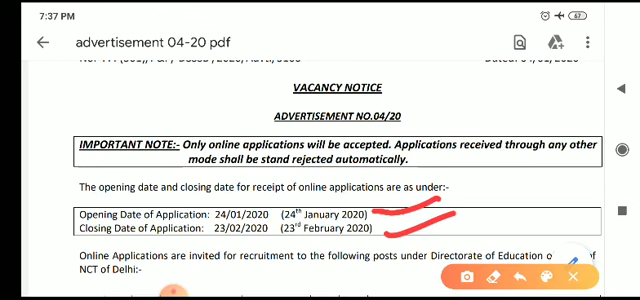 7:37 PM
67
advertisement 04-20 pdf
VACANCY NOTICE
ADVERTISEMENT NO.04/20
IMPORTANT NOTE:- Only online applications will be accepted. Applications received through any other
mode shall be stand rejected automatically.
The opening date and closing date for receipt of online applications are as under:-
Opening Date of Application: 24/01/2020 (24th January 2020)
Closing Date of Application: 23/02/2020 (23rd February 2020)
Online Applications are invited for recruitment to the following posts under Directorate of Education
NCT of Delhi:-